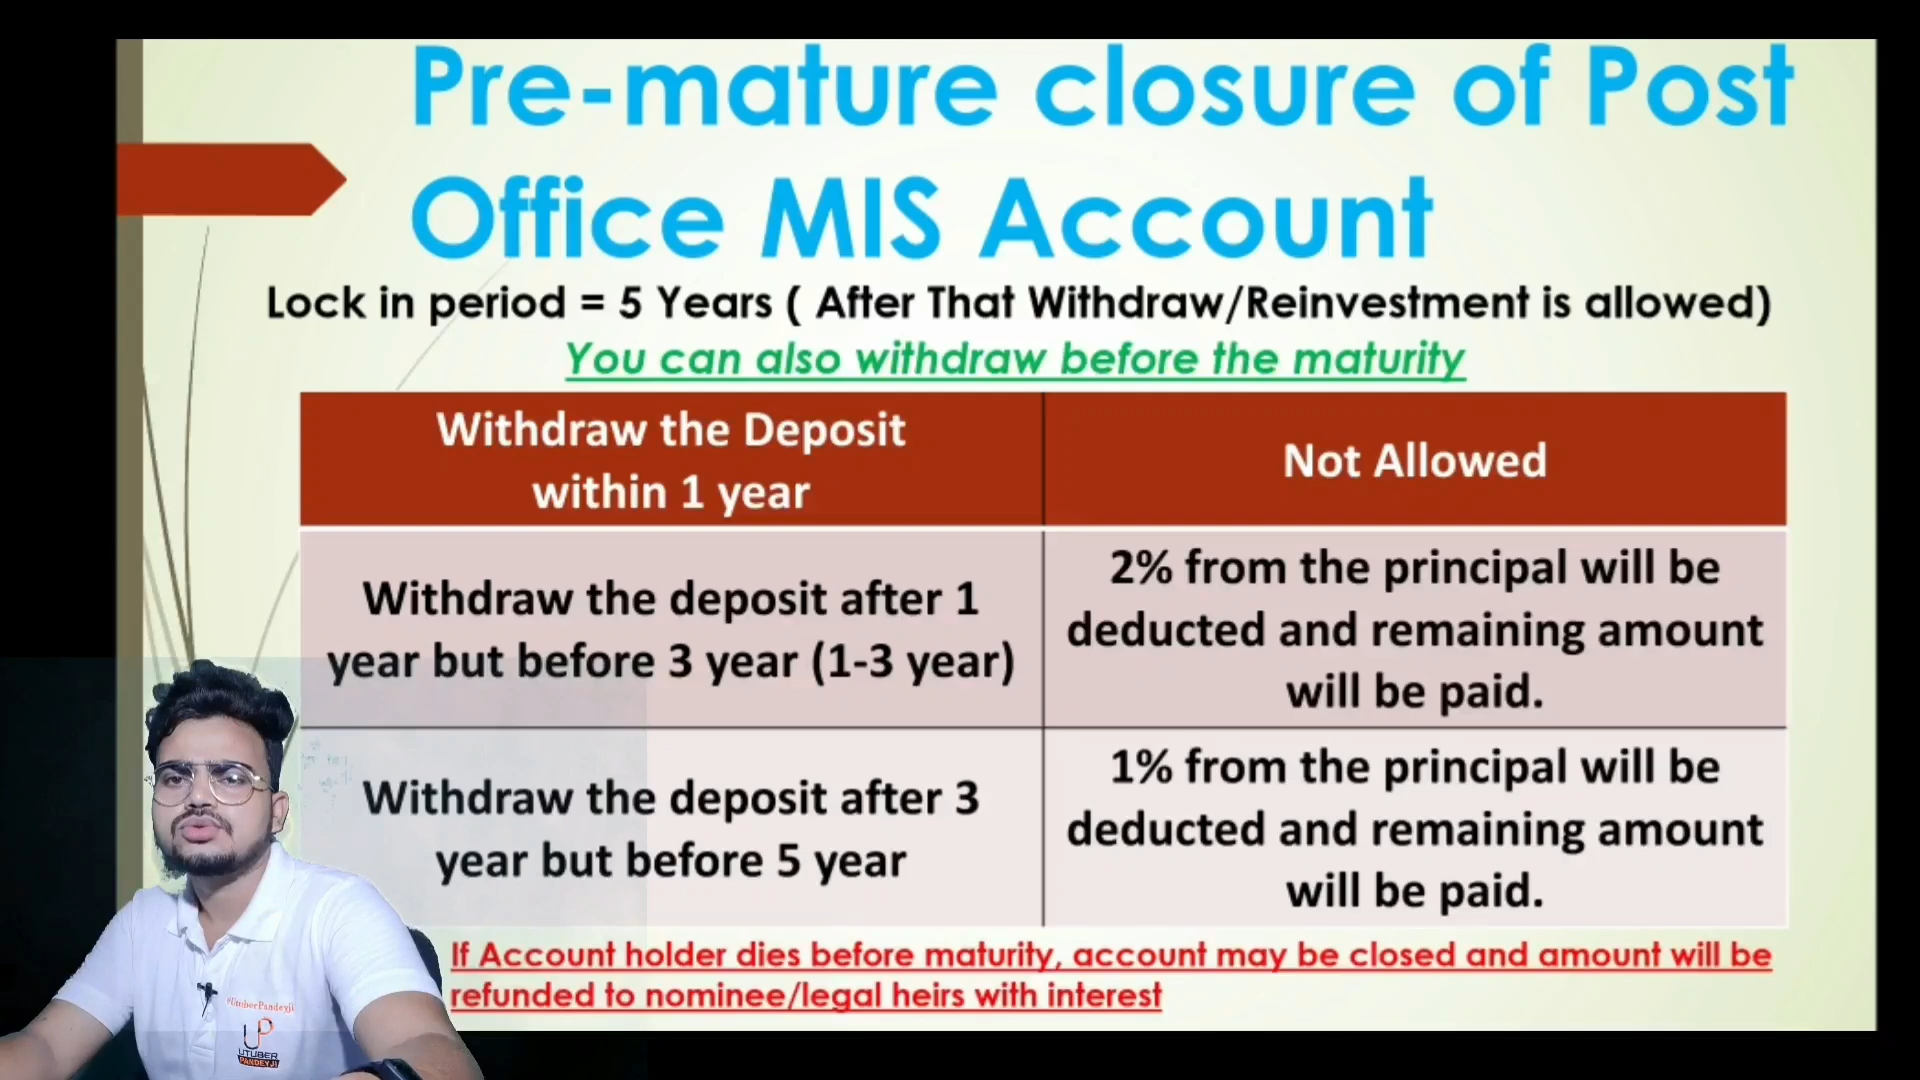 Pre-mature closure of Post
Office MIS Account
Lock in period = 5 Years ( After That Withdraw/Reinvestment is allowed)
You can also withdraw before the maturity
Withdraw the Deposit
within 1 year
Not Allowed
Withdraw the deposit after 1
year but before 3 year (1-3 year)
2% from the principal will be
deducted and remaining amount
will be paid.
Withdraw the deposit after 3
year but before 5 year
1% from the principal will be
deducted and remaining amount
will be paid.
If Account holder dies before maturity, account may be closed and amount will be
refunded to nominee/legal heirs with interest
#UtuberPandeyji
UP
UTUBER
PANDEYJI